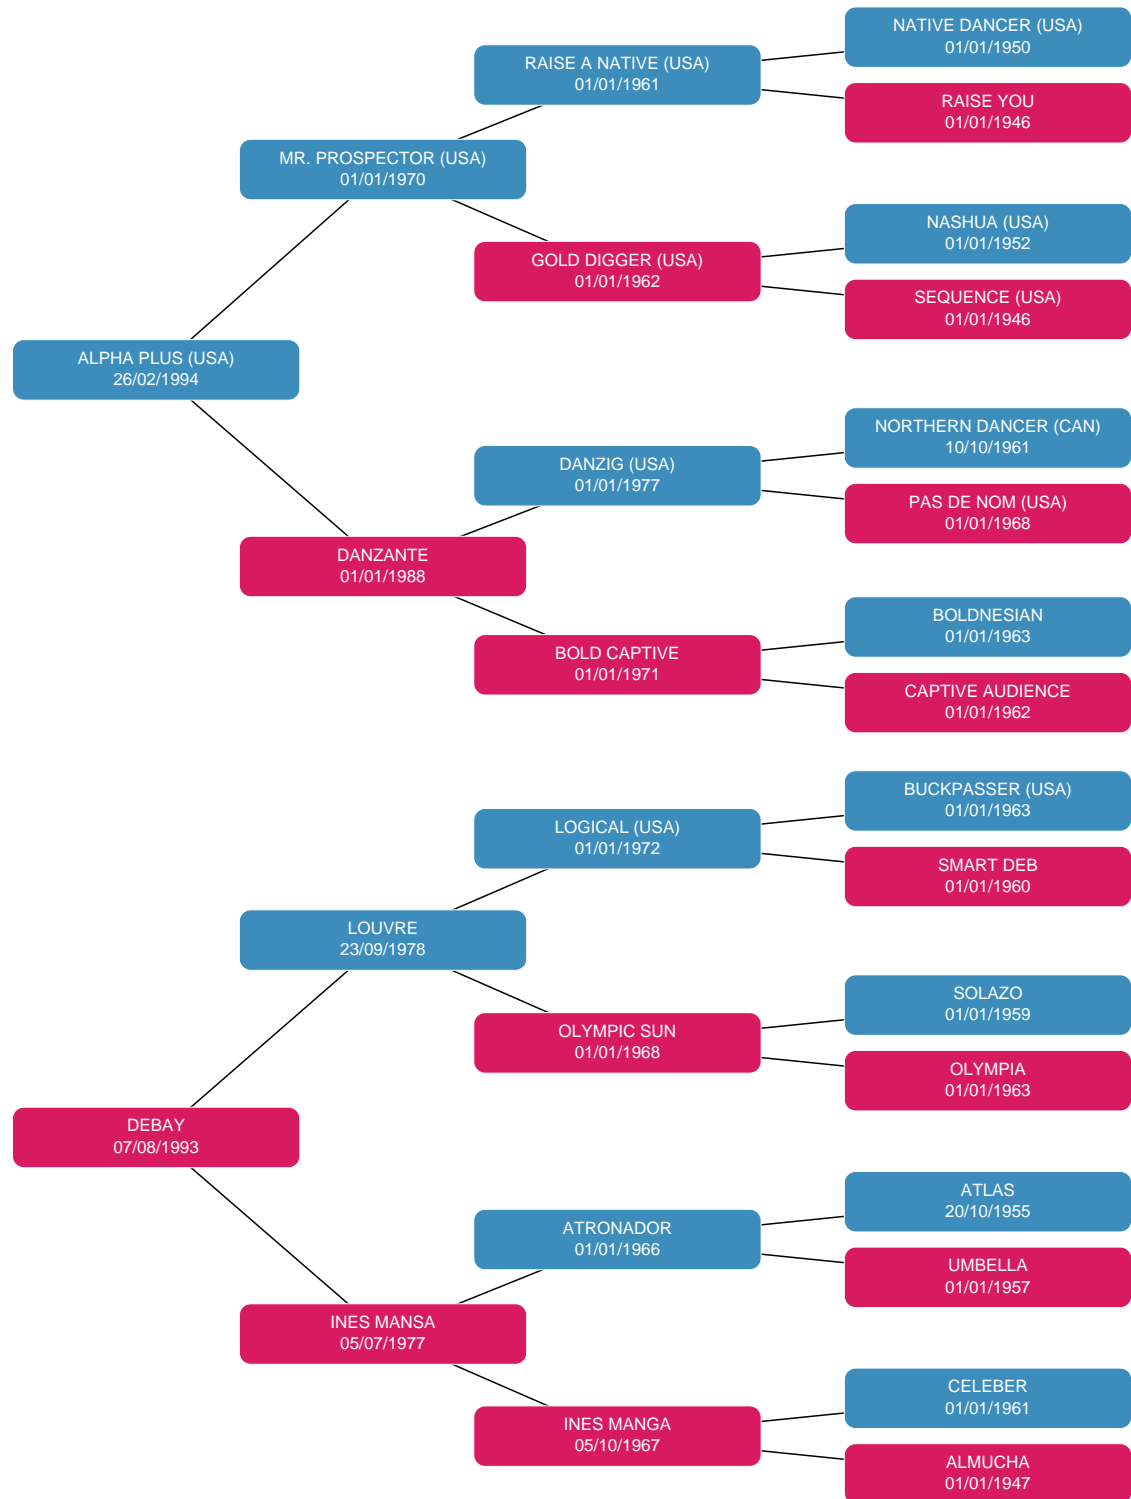 NATIVE DANCER (USA)
01/01/1950
RAISE A NATIVE (USA)
01/01/1961
RAISE YOU
01/01/1946
MR. PROSPECTOR (USA)
01/01/1970
NASHUA (USA)
01/01/1952
GOLD DIGGER (USA)
01/01/1962
SEQUENCE (USA)
01/01/1946
ALPHA PLUS (USA)
26/02/1994
NORTHERN DANCER (CAN)
10/10/1961
DANZIG (USA)
01/01/1977
PAS DE NOM (USA)
01/01/1968
DANZANTE
01/01/1988
BOLDNESIAN
01/01/1963
BOLD CAPTIVE
01/01/1971
CAPTIVE AUDIENCE
01/01/1962
BUCKPASSER (USA)
01/01/1963
LOGICAL (USA)
01/01/1972
SMART DEB
01/01/1960
LOUVRE
23/09/1978
SOLAZO
01/01/1959
OLYMPIC SUN
01/01/1968
OLYMPIA
01/01/1963
DEBAY
07/08/1993
ATLAS
20/10/1955
ATRONADOR
01/01/1966
UMBELLA
01/01/1957
INES MANSA
05/07/1977
CELEBER
01/01/1961
INES MANGA
05/10/1967
ALMUCHA
01/01/1947